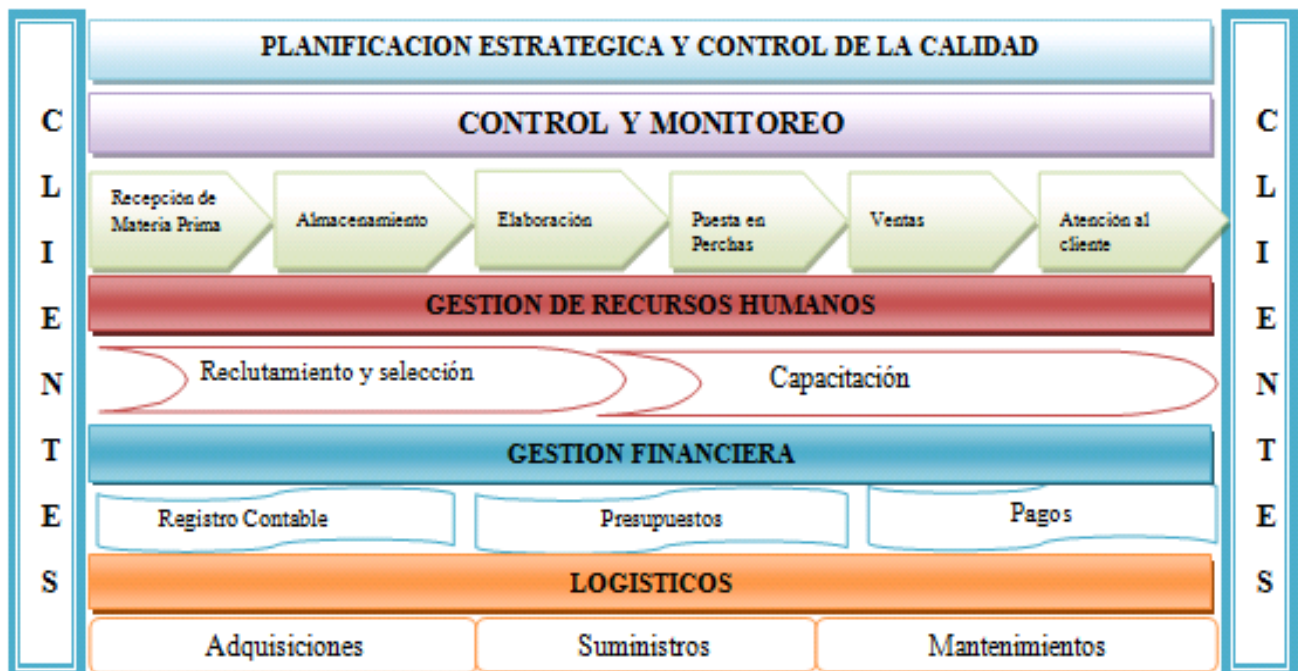 PLANIFICACION ESTRATEGICA Y CONTROL DE LA CALIDAD
CONTROL Y MONITOREO
CLIENTES
Recepción de
Materia Prima
Almacenamiento
Elaboración
Puesta en
Perchas
Ventas
Atención al
cliente
GESTION DE RECURSOS HUMANOS
Reclutamiento y selección
Capacitación
GESTION FINANCIERA
Registro Contable
Presupuestos
Pagos
LOGISTICOS
Adquisiciones
Suministros
Mantenimientos
CLIENTES